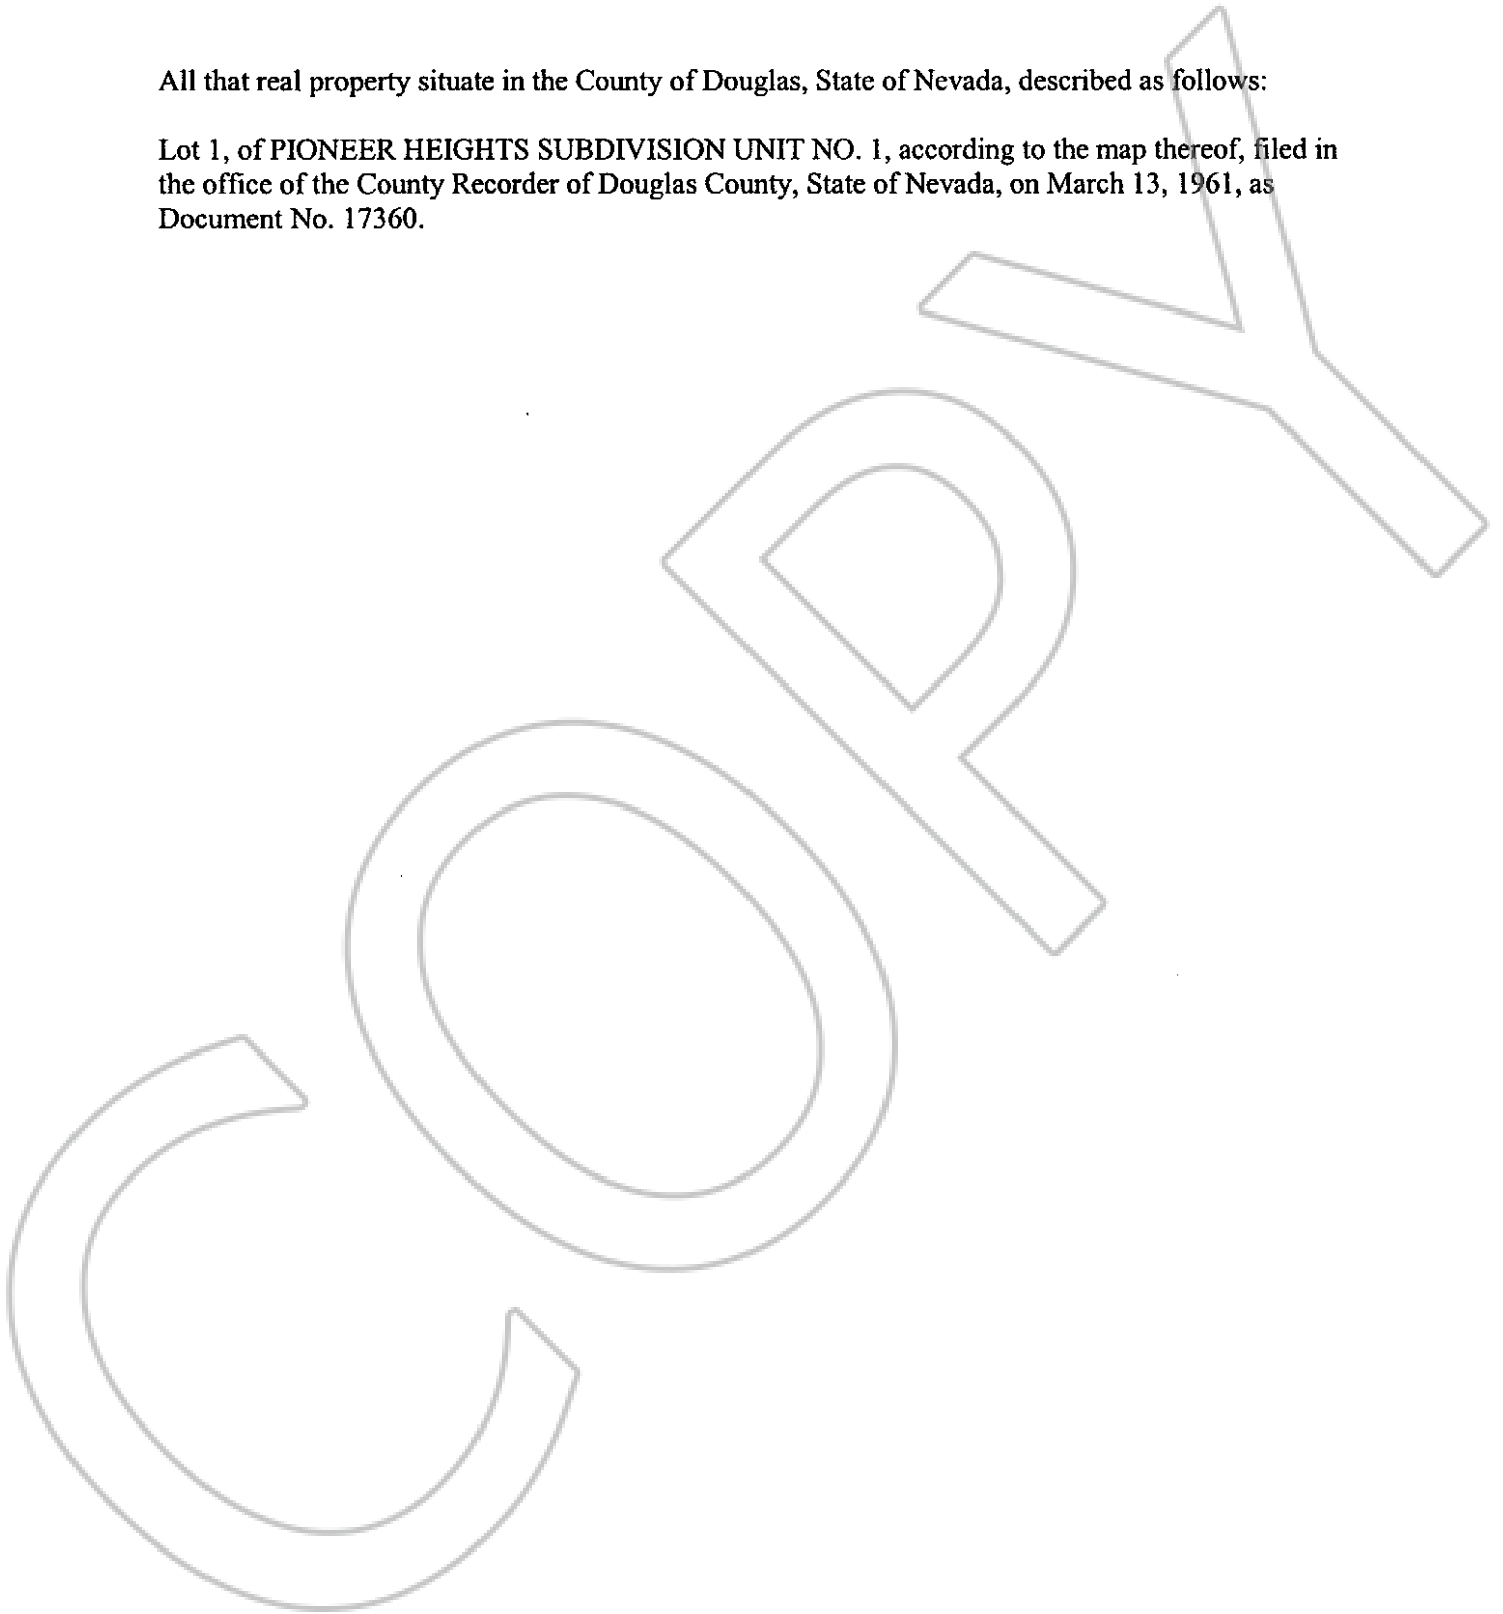 All that real property situate in the County of Douglas, State of Nevada, described as follows:
Lot 1, of PIONEER HEIGHTS SUBDIVISION UNIT NO. 1, according to the map thereof, filed in
the office of the County Recorder of Douglas County, State of Nevada, on March 13, 1961, as
Document No. 17360.
COPY